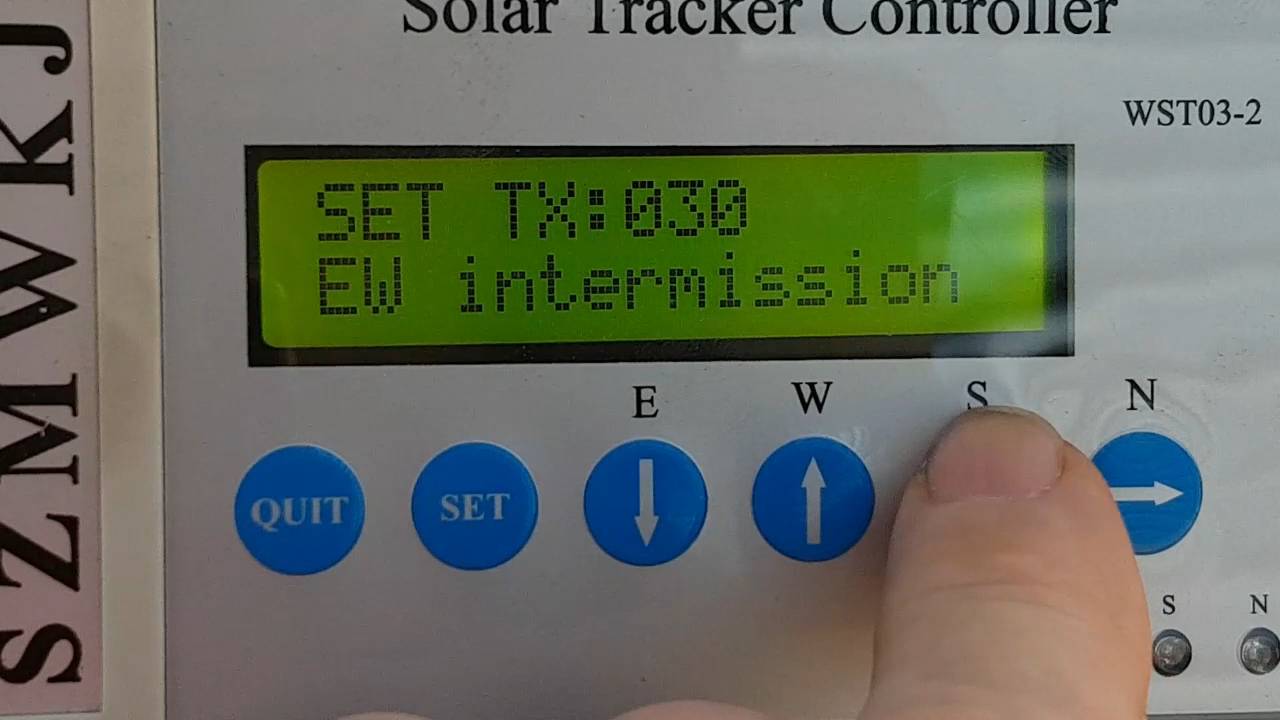 Solar Tracker Controller
WST03-2
SET TX:030
EW intermission
E W S N
QUIT SET
S N
SZMWKJ